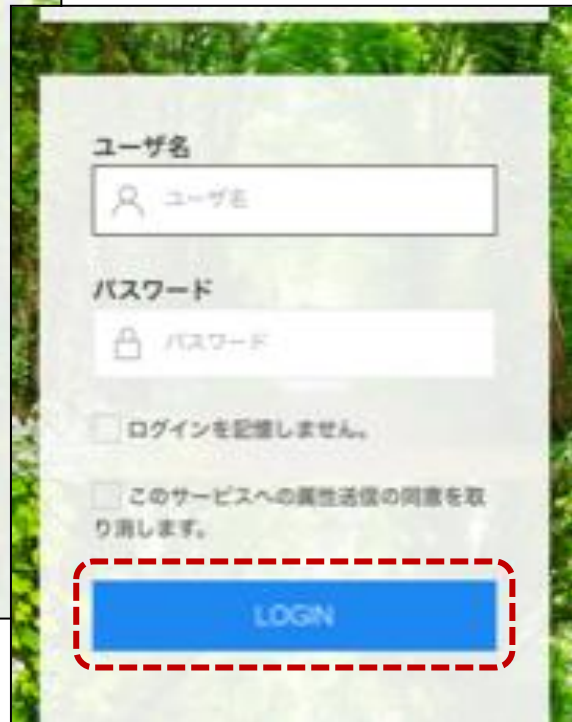 ユーザ名
ユーザ名
パスワード
パスワード
ログインを記憶しません。
このサービスへの属性送信の同意を取
り消します。
LOGIN